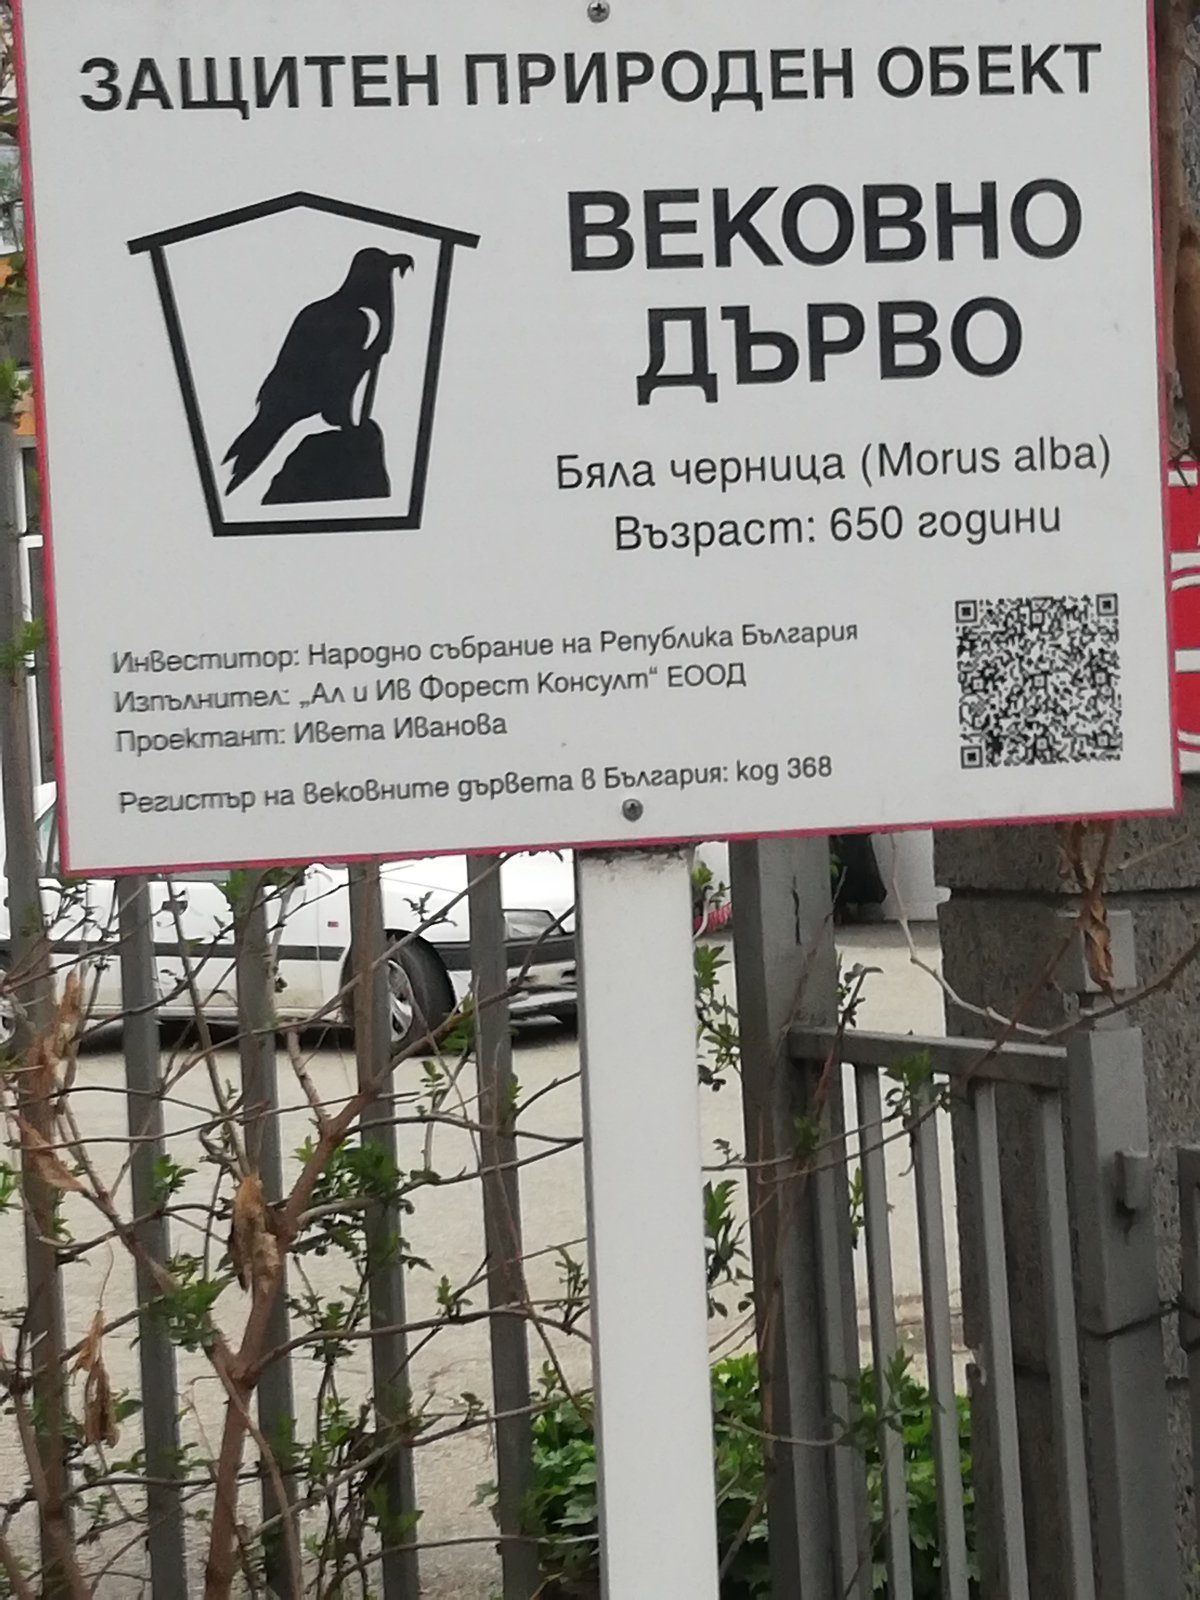 ЗАЩИТЕН ПРИРОДЕН ОБЕКТ
ВЕКОВНО
ДЪРВО
Бяла черница (Morus alba)
Възраст: 650 години
Инвеститор: Народно събрание на Република България
Изпълнител: „Ал и Ив Форест Консулт“ ЕООД
Проектант: Ивета Иванова
Регистър на вековните дървета в България: код 368